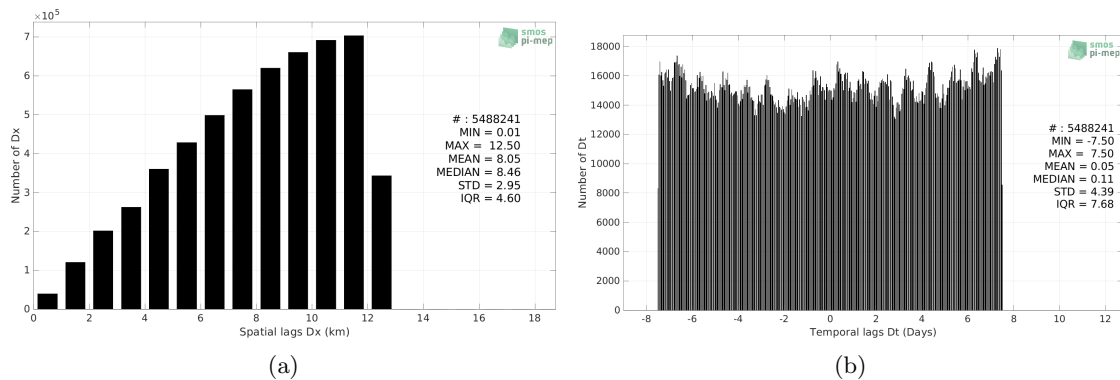 ×10⁵
7
6
5
4
3
2
1
0
Number of Dx
0 2 4 6 8 10 12 14 16 18
Spatial lags Dx (km)
smos
pi-mep
# : 5488241
MIN = 0.01
MAX = 12.50
MEAN = 8.05
MEDIAN = 8.46
STD = 2.95
IQR = 4.60
(a)
18000
16000
14000
12000
10000
8000
6000
4000
2000
0
Number of Dt
-8 -6 -4 -2 0 2 4 6 8 10 12
Temporal lags Dt (Days)
smos
pi-mep
# : 5488241
MIN = -7.50
MAX = 7.50
MEAN = 0.05
MEDIAN = 0.11
STD = 4.39
IQR = 7.68
(b)